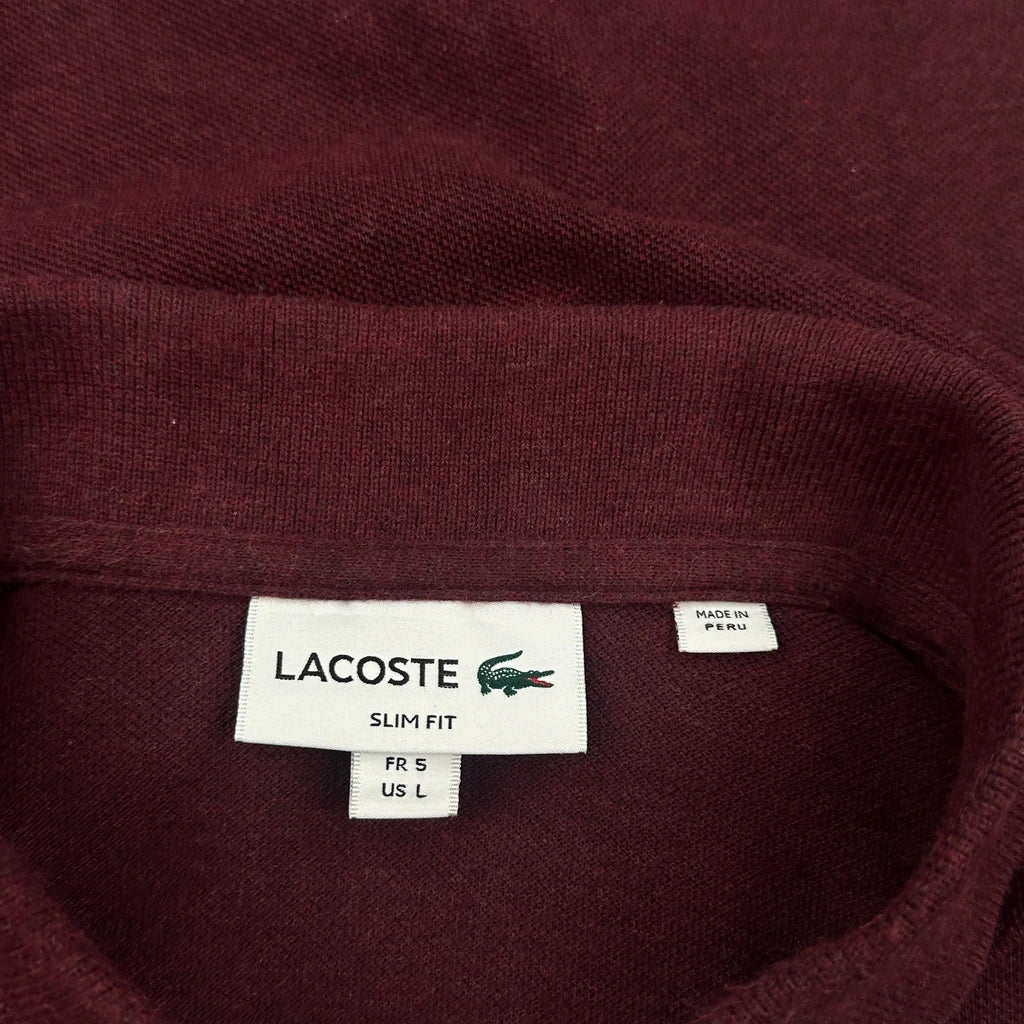 LACOSTE
SLIM FIT
FR 5
US L
MADE IN
PERU